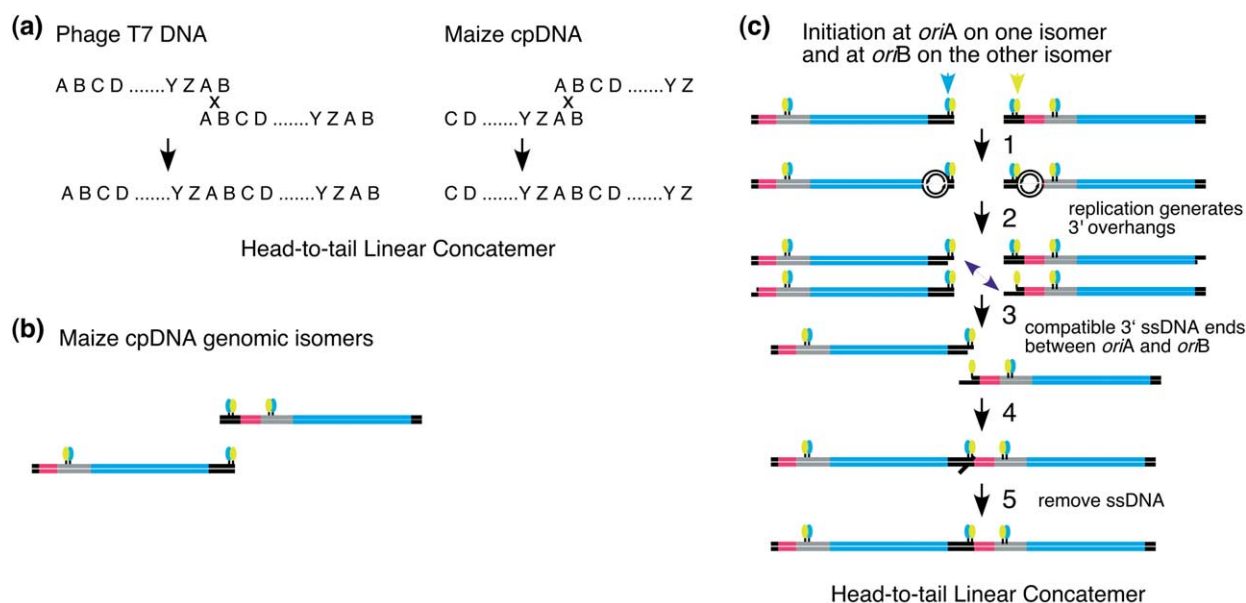 (a)
Phage T7 DNA
Maize cpDNA
A B C D .......Y Z A B
x
A B C D .......Y Z A B
A B C D .......Y Z A B C D .......Y Z A B
A B C D .......Y Z
x
C D .......Y Z A B
C D .......Y Z A B C D .......Y Z
Head-to-tail Linear Concatemer
(b)
Maize cpDNA genomic isomers
(c)
Initiation at oriA on one isomer
and at oriB on the other isomer
1
2
replication generates
3' overhangs
3
compatible 3' ssDNA ends
between oriA and oriB
4
5
remove ssDNA
Head-to-tail Linear Concatemer